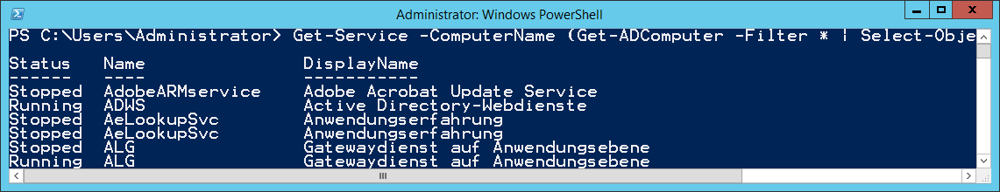 Administrator: Windows PowerShell
PS C:\Users\Administrator> Get-Service -ComputerName (Get-ADComputer -Filter * | Select-Obje
Status Name DisplayName
------ ---- -----------
Stopped AdobeARMservice Adobe Acrobat Update Service
Running ADWS Active Directory-Webdienste
Stopped AeLookupSvc Anwendungserfahrung
Stopped AeLookupSvc Anwendungserfahrung
Stopped ALG Gatewaydienst auf Anwendungsebene
Running ALG Gatewaydienst auf Anwendungsebene